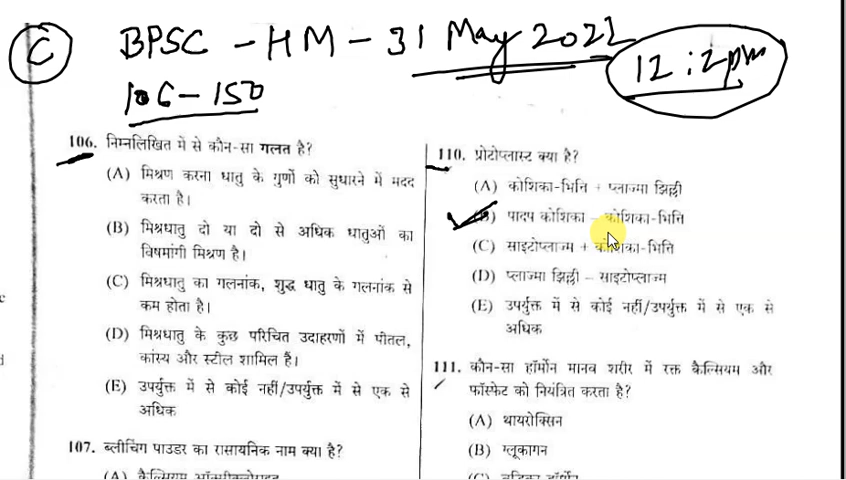 C BPSC - HM - 31 May 2022
12:2pm
106 - 150
106. निम्नलिखित में से कौन-सा गलत है?
(A) मिश्रण करना धातु के गुणों को सुधारने में मदद
करता है।
(B) मिश्रधातु दो या दो से अधिक धातुओं का
विषमांगी मिश्रण है।
(C) मिश्रधातु का गलनांक, शुद्ध धातु के गलनांक से
कम होता है।
(D) मिश्रधातु के कुछ परिचित उदाहरणों में पीतल,
कांस्य और स्टील शामिल हैं।
(E) उपर्युक्त में से कोई नहीं/उपर्युक्त में से एक से
अधिक
107. ब्लीचिंग पाउडर का रासायनिक नाम क्या है?
(A) कैल्सियम ऑक्सीक्लोराइड
110. प्रोटोप्लास्ट क्या है?
(A) कोशिका-भित्ति + प्लाज्मा झिल्ली
(B) पादप कोशिका – कोशिका-भित्ति
(C) साइटोप्लाज्म + कोशिका-भित्ति
(D) प्लाज्मा झिल्ली – साइटोप्लाज्म
(E) उपर्युक्त में से कोई नहीं/उपर्युक्त में से एक से
अधिक
111. कौन-सा हॉर्मोन मानव शरीर में रक्त कैल्सियम और
फॉस्फेट को नियंत्रित करता है?
(A) थायरोक्सिन
(B) ग्लूकागन
(C)